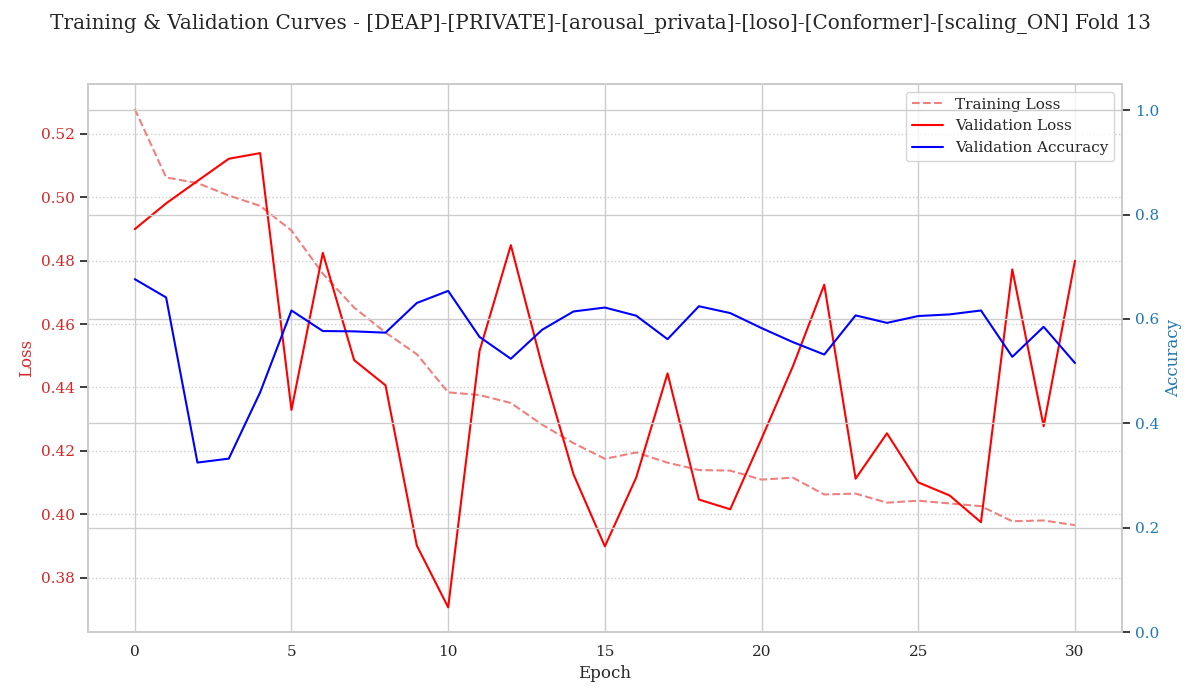 Training & Validation Curves - [DEAP]-[PRIVATE]-[arousal_privata]-[loso]-[Conformer]-[scaling_ON] Fold 13
Training Loss
Validation Loss
Validation Accuracy
Loss
0.52
0.50
0.48
0.46
0.44
0.42
0.40
0.38
Accuracy
1.0
0.8
0.6
0.4
0.2
0.0
0 5 10 15 20 25 30
Epoch